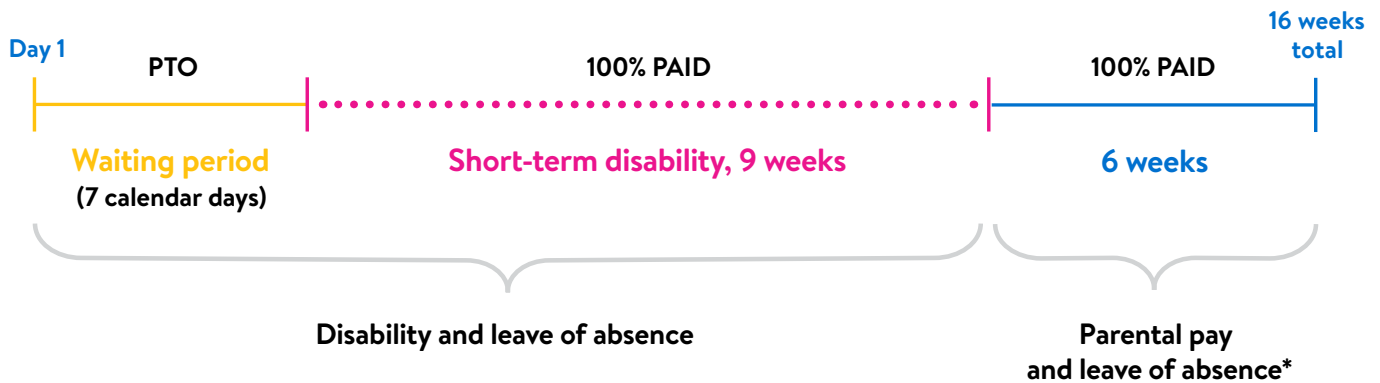 Day 1
PTO
100% PAID
100% PAID
16 weeks
total
Waiting period
(7 calendar days)
Short-term disability, 9 weeks
6 weeks
Disability and leave of absence
Parental pay
and leave of absence*